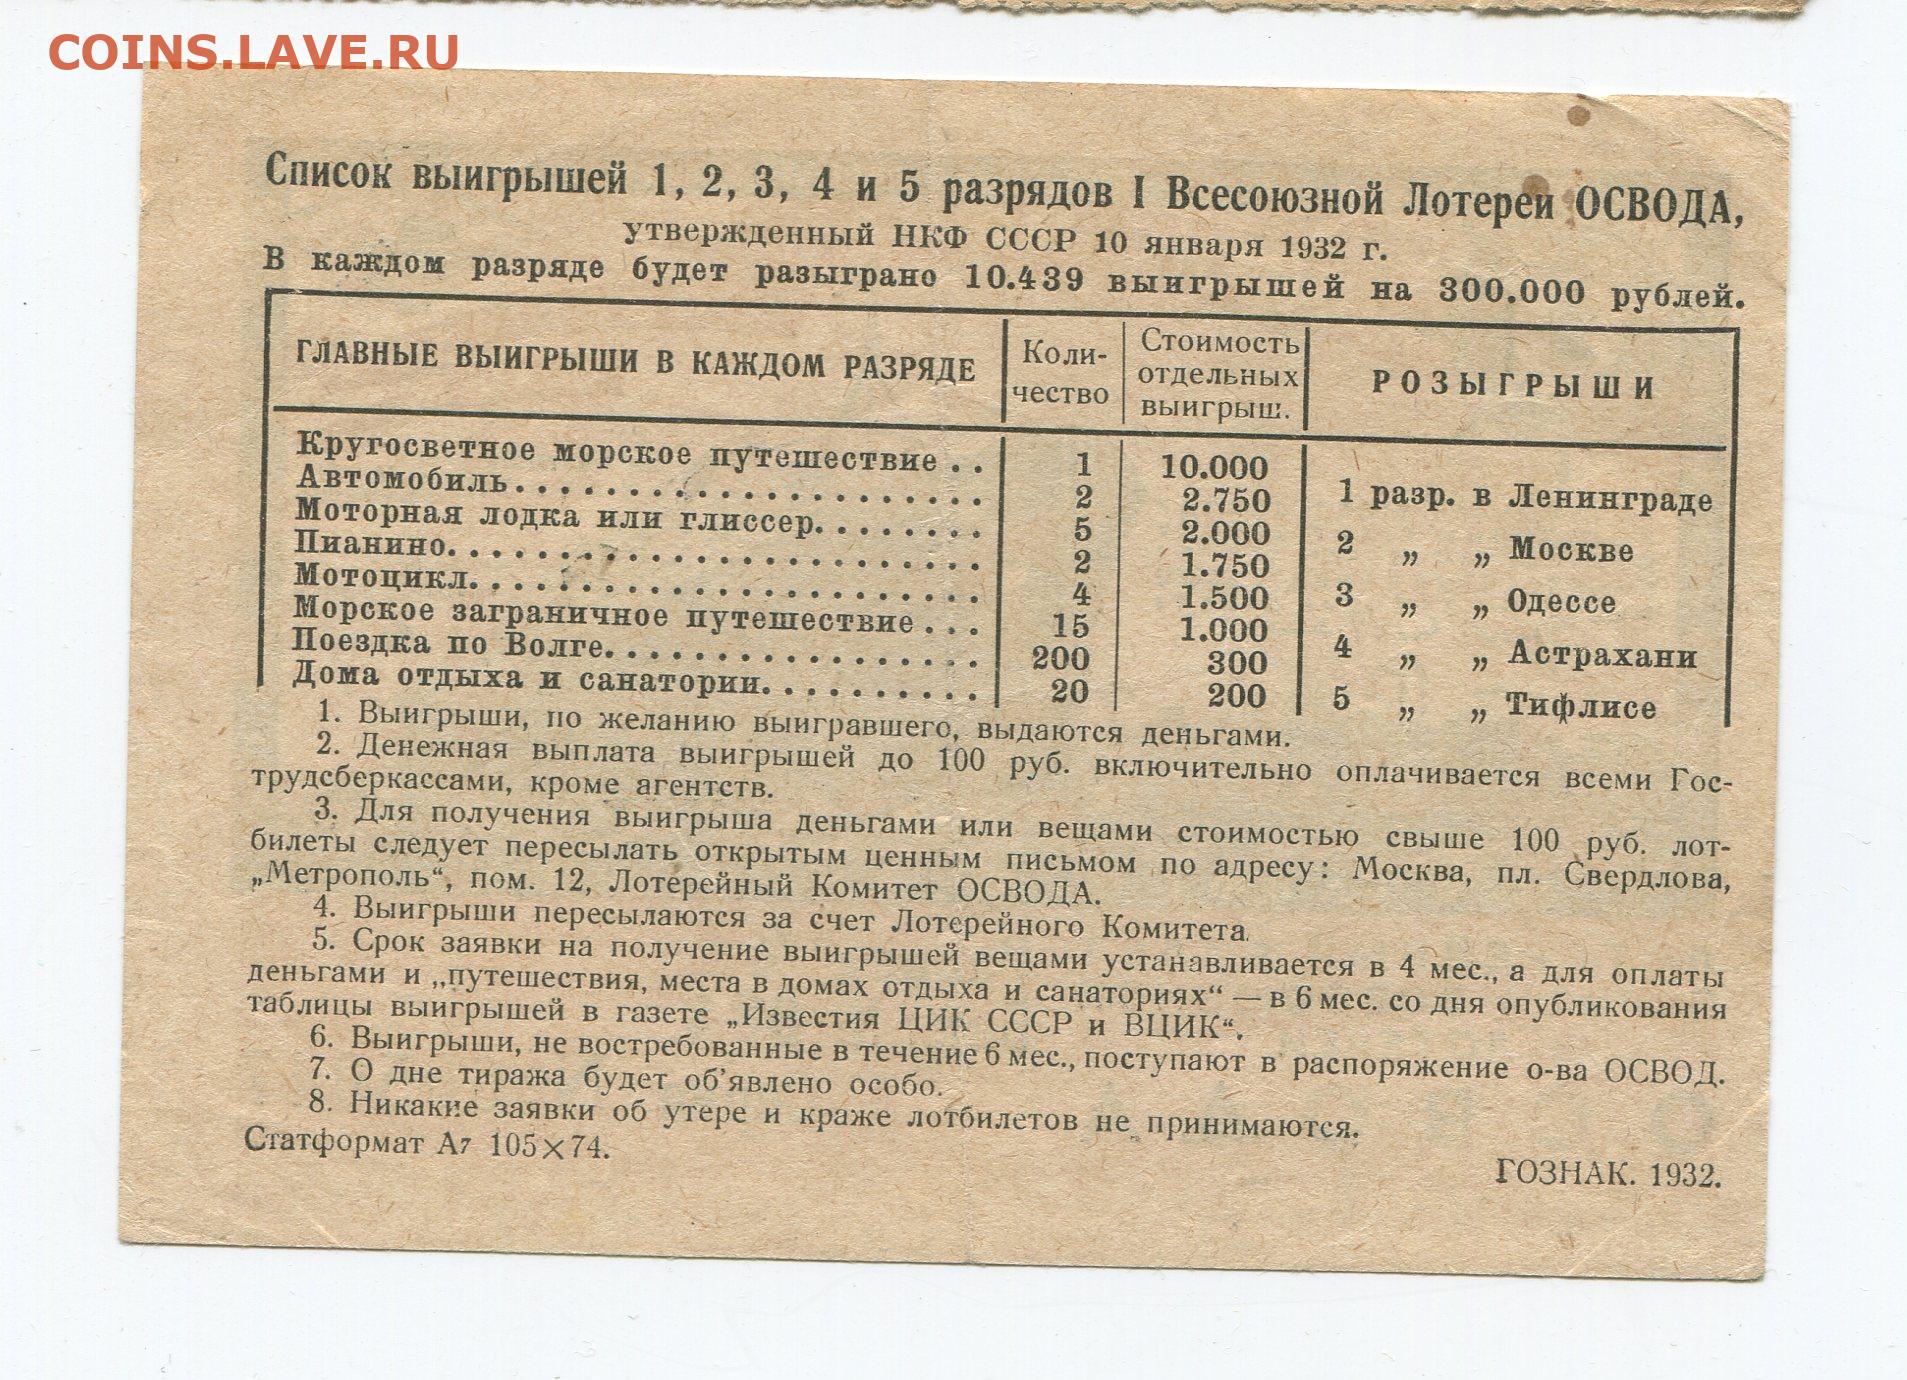 COINS.LAVE.RU
Список выигрышей 1, 2, 3, 4 и 5 разрядов I Всесоюзной Лотереи ОСВОДА,
утвержденный НКФ СССР 10 января 1932 г.
В каждом разряде будет разыграно 10.439 выигрышей на 300.000 рублей.
ГЛАВНЫЕ ВЫИГРЫШИ В КАЖДОМ РАЗРЯДЕ
Коли-
чество
Стоимость
отдельных
выигрыш.
РОЗЫГРЫШИ
Кругосветное морское путешествие . . 1 10.000
Автомобиль. . . . . . . . . . . . . . . . . . . . . 2 2.750
Моторная лодка или глиссер. . . . . . . . 5 2.000
Пианино. . . . . . . . . . . . . . . . . . . . . . . 2 1.750
Мотоцикл. . . . . . . . . . . . . . . . . . . . . . 4 1.500
Морское заграничное путешествие . . . 15 1.000
Поездка по Волге. . . . . . . . . . . . . . . . . 200 300
Дома отдыха и санатории. . . . . . . . . . 20 200
1 разр. в Ленинграде
2 „ „ Москве
3 „ „ Одессе
4 „ „ Астрахани
5 „ „ Тифлисе
1. Выигрыши, по желанию выигравшего, выдаются деньгами.
2. Денежная выплата выигрышей до 100 руб. включительно оплачивается всеми Гос-
трудсберкассами, кроме агентств.
3. Для получения выигрыша деньгами или вещами стоимостью свыше 100 руб. лот-
билеты следует пересылать открытым ценным письмом по адресу: Москва, пл. Свердлова,
„Метрополь“, пом. 12, Лотерейный Комитет ОСВОДА.
4. Выигрыши пересылаются за счет Лотерейного Комитета.
5. Срок заявки на получение выигрышей вещами устанавливается в 4 мес., а для оплаты
деньгами и „путешествия, места в домах отдыха и санаториях“ — в 6 мес. со дня опубликования
таблицы выигрышей в газете „Известия ЦИК СССР и ВЦИК“.
6. Выигрыши, не востребованные в течение 6 мес., поступают в распоряжение о-ва ОСВОД.
7. О дне тиража будет об’явлено особо.
8. Никакие заявки об утере и краже лотбилетов не принимаются.
Статформат А7 105×74.
ГОЗНАК. 1932.